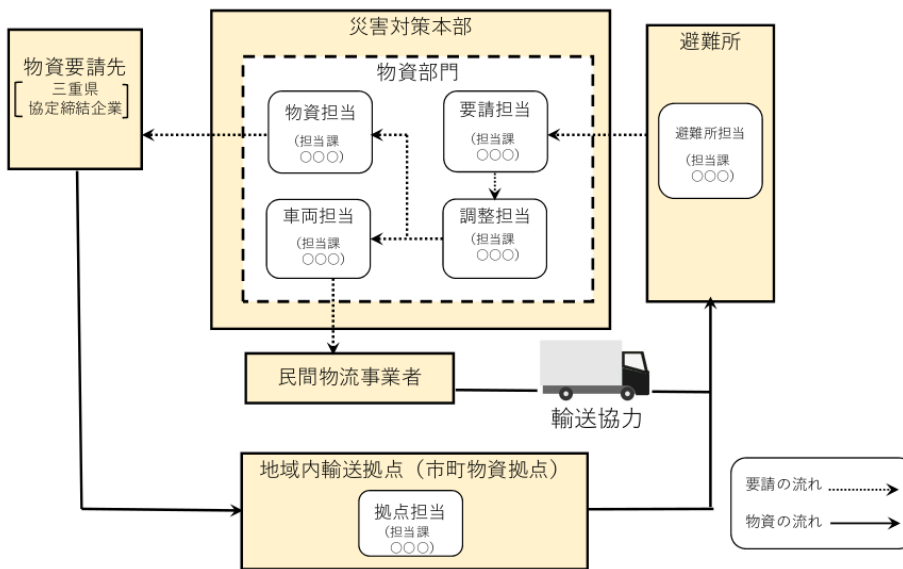 災害対策本部
物資要請先
三重県
協定締結企業
物資部門
物資担当
(担当課
○○○)
要請担当
(担当課
○○○)
車両担当
(担当課
○○○)
調整担当
(担当課
○○○)
避難所
避難所担当
(担当課
○○○)
民間物流事業者
輸送協力
地域内輸送拠点（市町物資拠点）
拠点担当
(担当課
○○○)
要請の流れ
物資の流れ